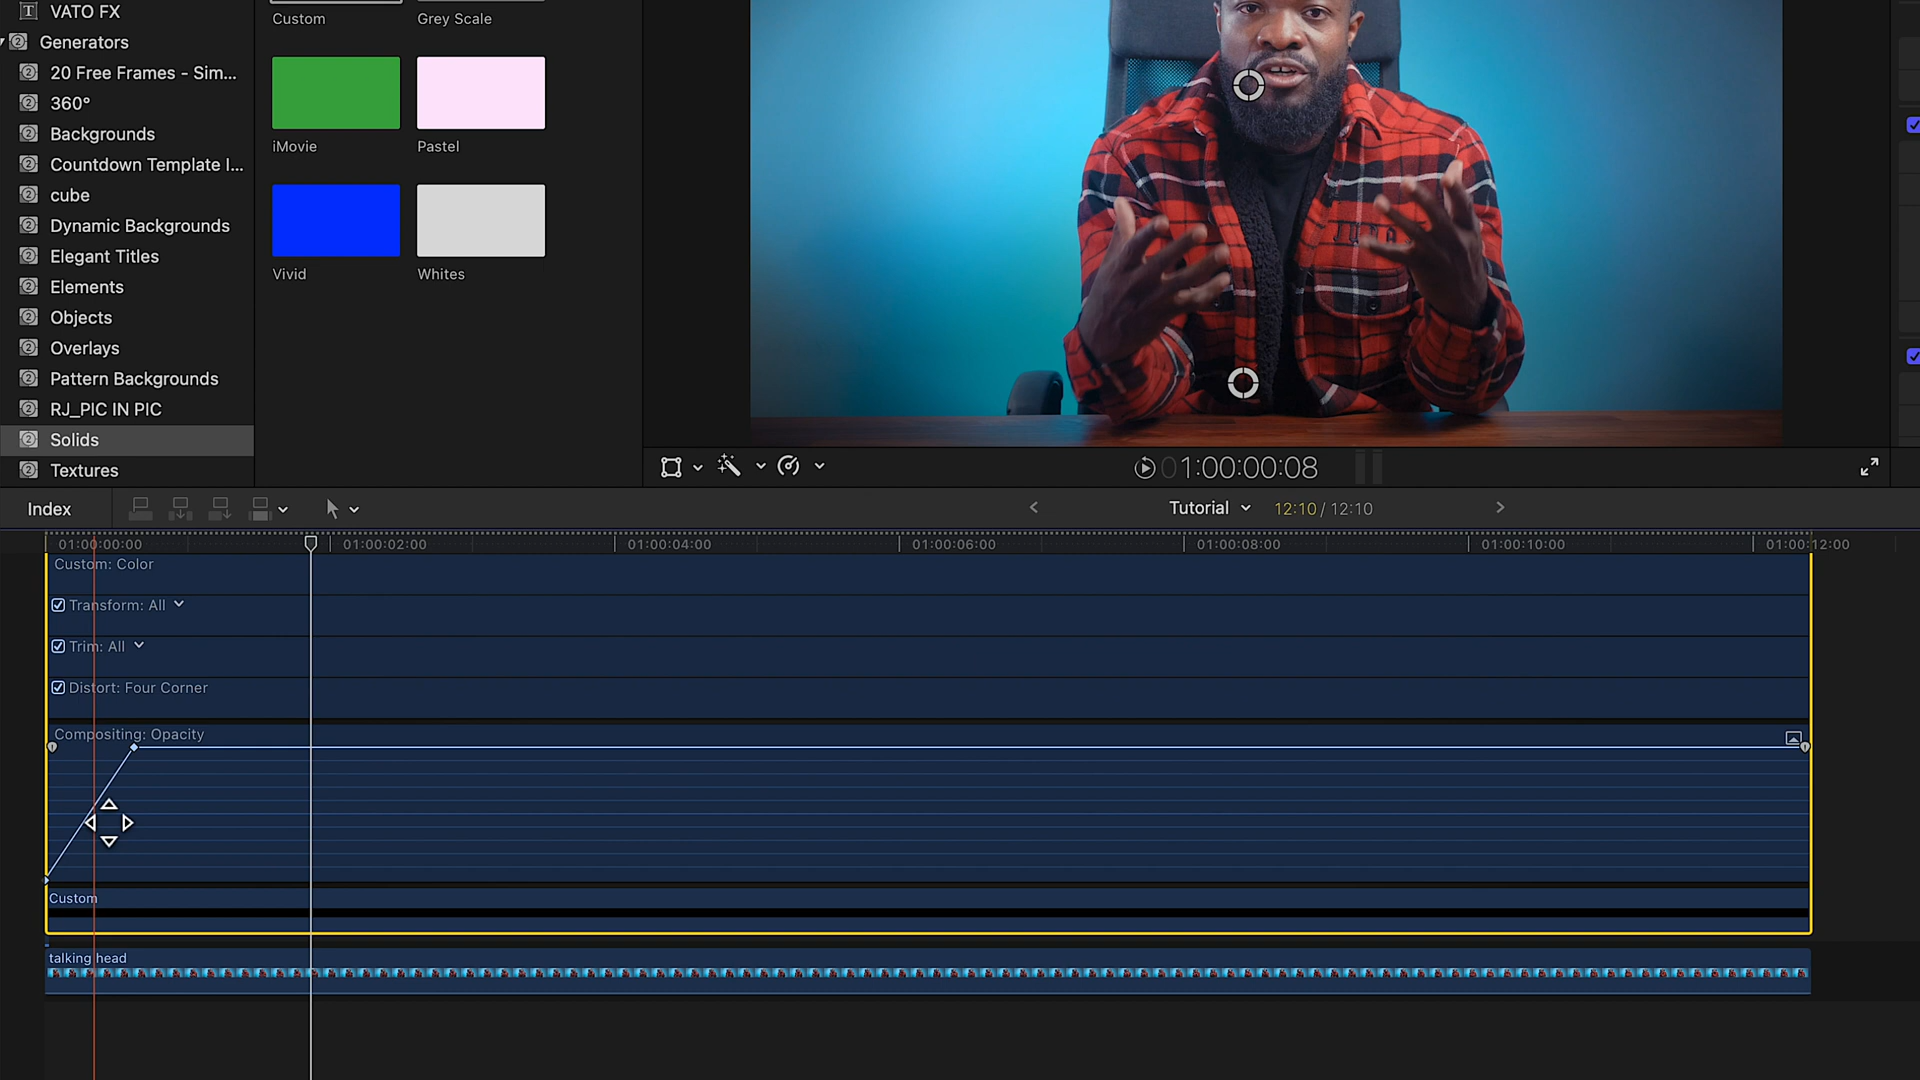 VATO FX
Generators
20 Free Frames - Sim...
360°
Backgrounds
Countdown Template I...
cube
Dynamic Backgrounds
Elegant Titles
Elements
Objects
Overlays
Pattern Backgrounds
RJ_PIC IN PIC
Solids
Textures
Custom
Grey Scale
iMovie
Pastel
Vivid
Whites
01:00:00:08
Index
Tutorial
12:10 / 12:10
01:00:00:00
01:00:02:00
01:00:04:00
01:00:06:00
01:00:08:00
01:00:10:00
01:00:12:00
Custom: Color
Transform: All
Trim: All
Distort: Four Corner
Compositing: Opacity
Custom
talking head